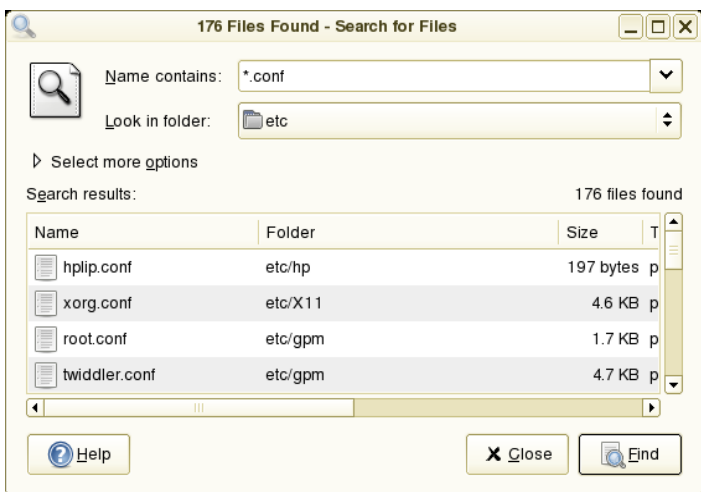 176 Files Found - Search for Files
Name contains: *.conf
Look in folder: etc
Select more options
Search results: 176 files found
Name Folder Size T
hplip.conf etc/hp 197 bytes p
xorg.conf etc/X11 4.6 KB p
root.conf etc/gpm 1.7 KB p
twiddler.conf etc/gpm 4.7 KB p
Help Close Find